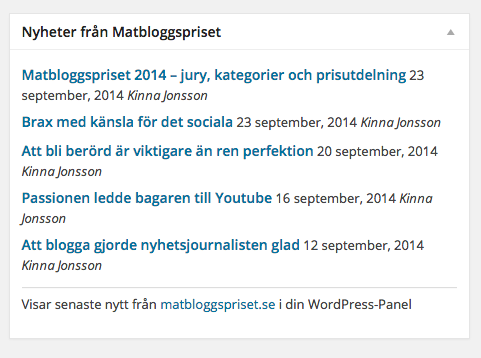 Nyheter från Matbloggspriset
Matbloggspriset 2014 – jury, kategorier och prisutdelning 23
september, 2014 Kinna Jonsson
Brax med känsla för det sociala 23 september, 2014 Kinna Jonsson
Att bli berörd är viktigare än ren perfektion 20 september, 2014
Kinna Jonsson
Passionen ledde bagaren till Youtube 16 september, 2014 Kinna
Jonsson
Att blogga gjorde nyhetsjournalisten glad 12 september, 2014
Kinna Jonsson
Visar senaste nytt från matbloggspriset.se i din WordPress-Panel